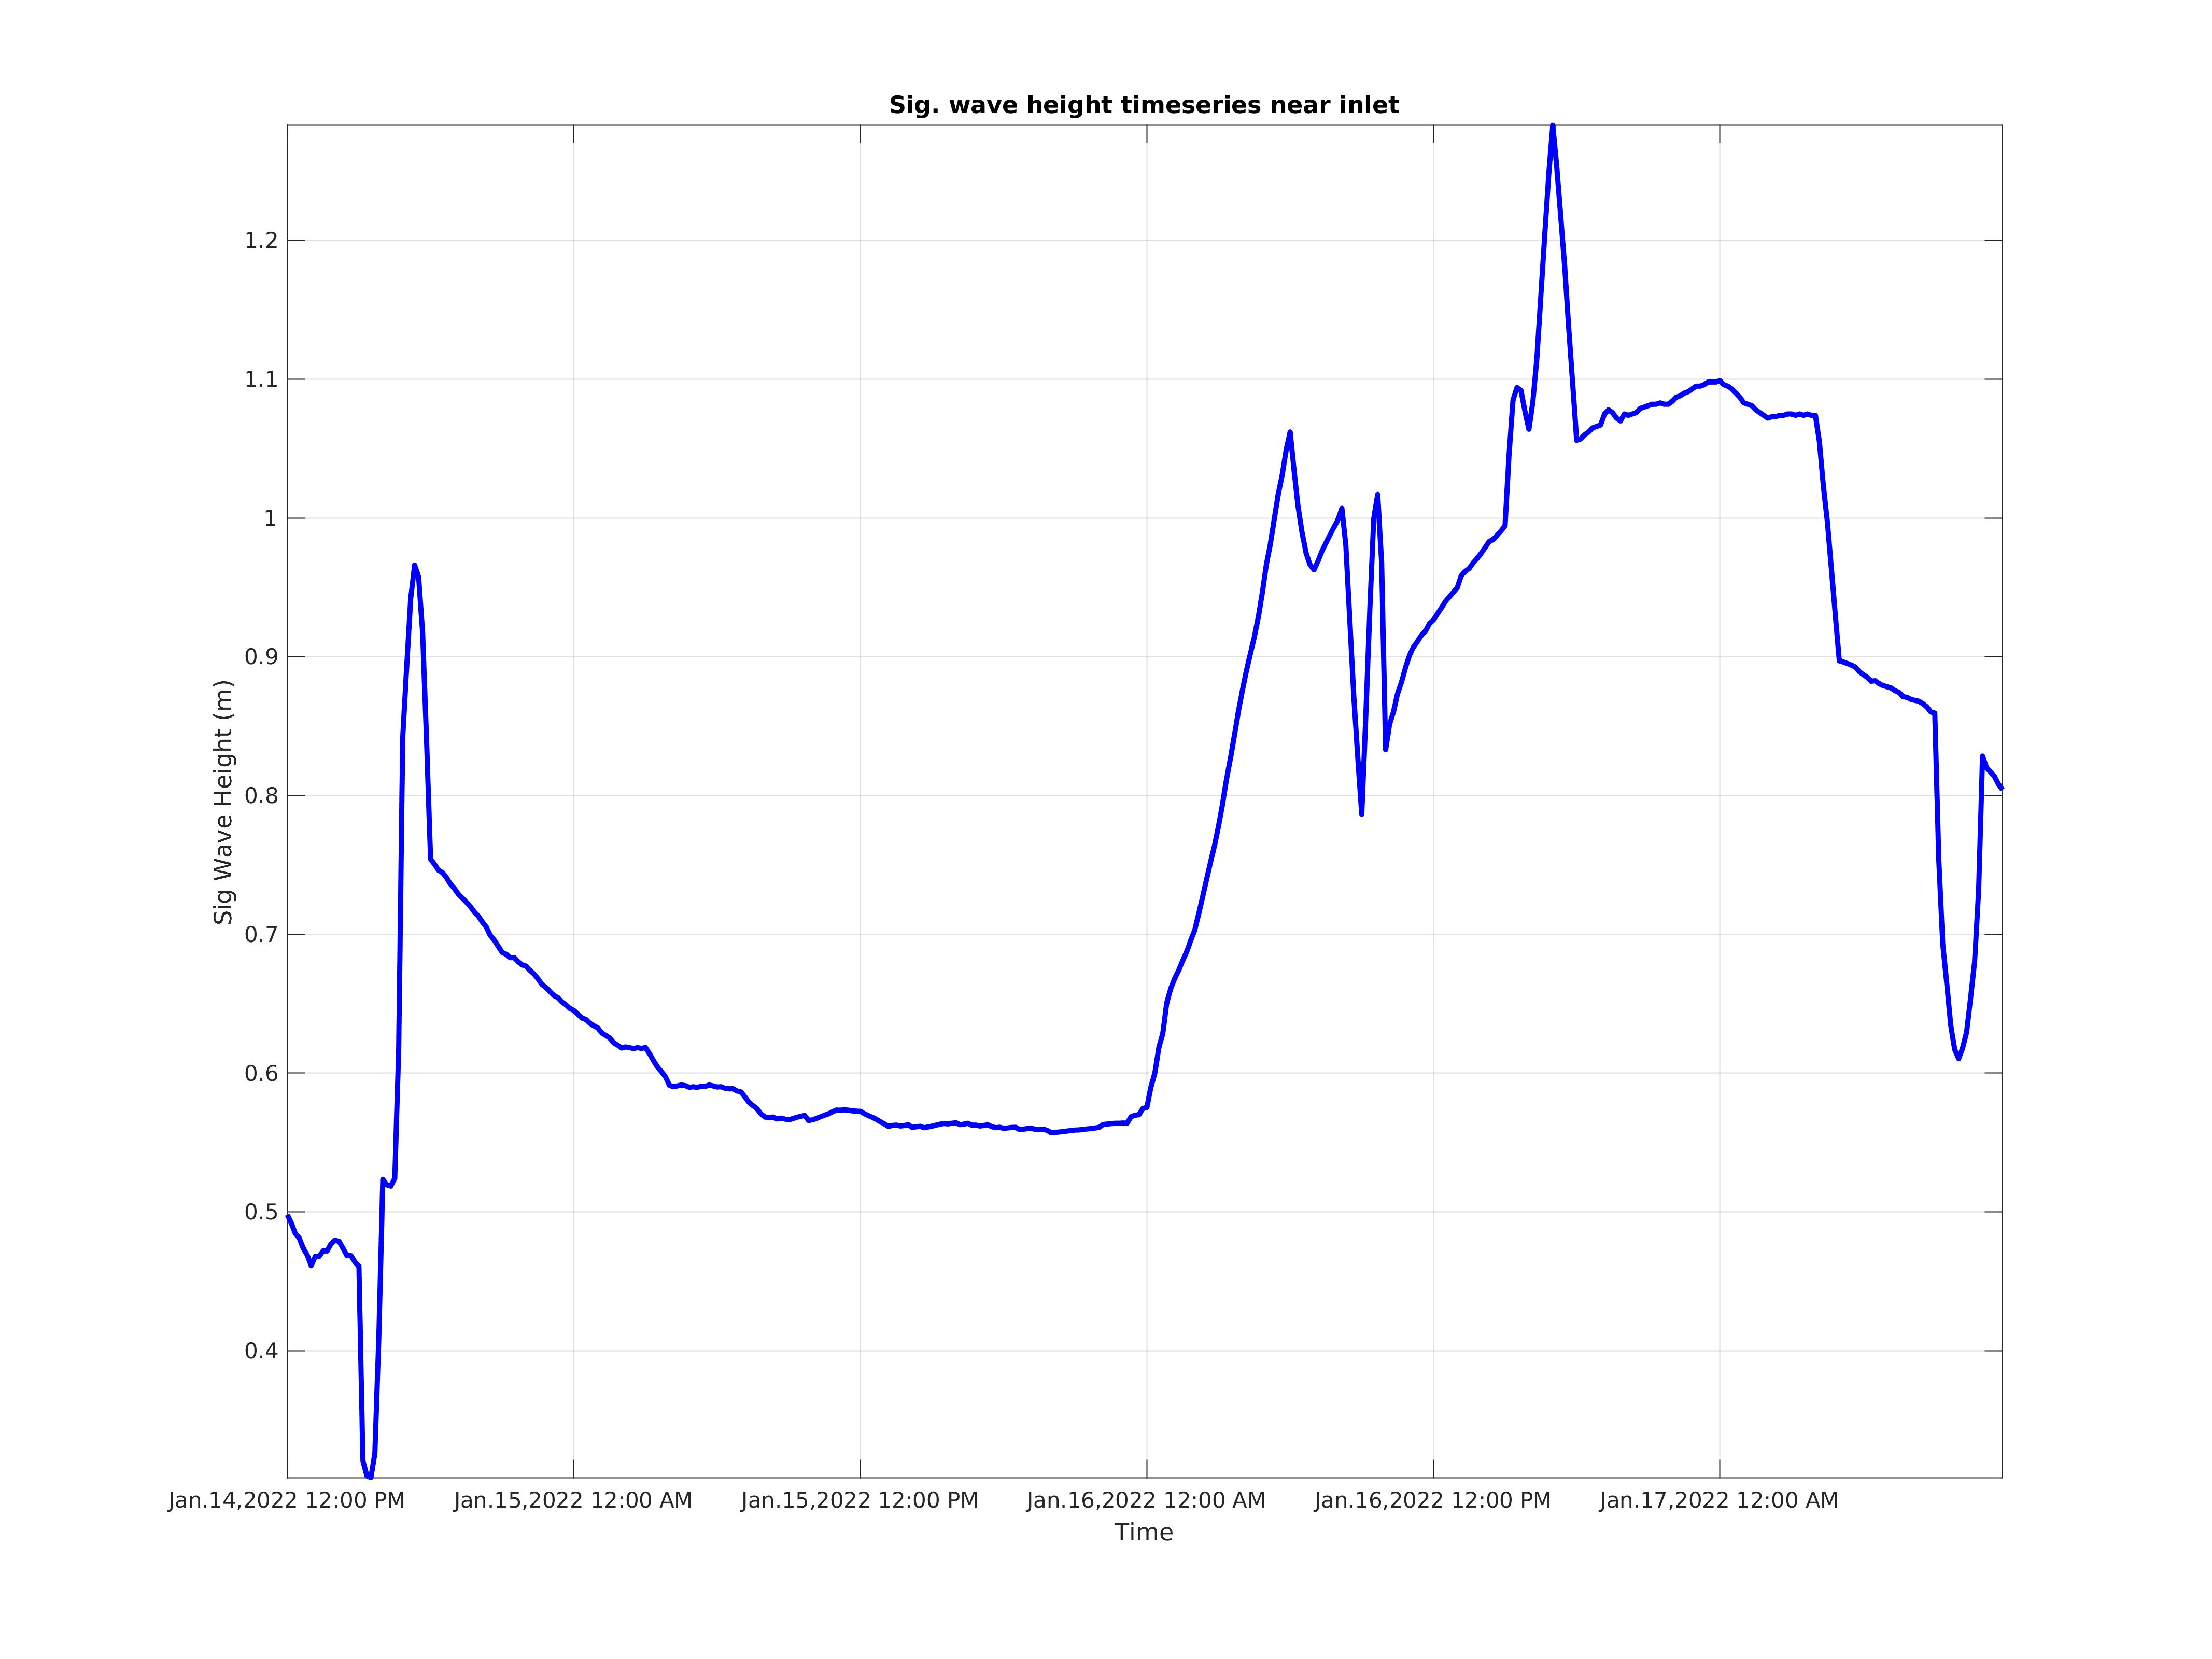 Sig. wave height timeseries near inlet
1.2
1.1
1
0.9
0.8
0.7
0.6
0.5
0.4
Sig Wave Height (m)
Jan.14,2022 12:00 PM
Jan.15,2022 12:00 AM
Jan.15,2022 12:00 PM
Jan.16,2022 12:00 AM
Jan.16,2022 12:00 PM
Jan.17,2022 12:00 AM
Time